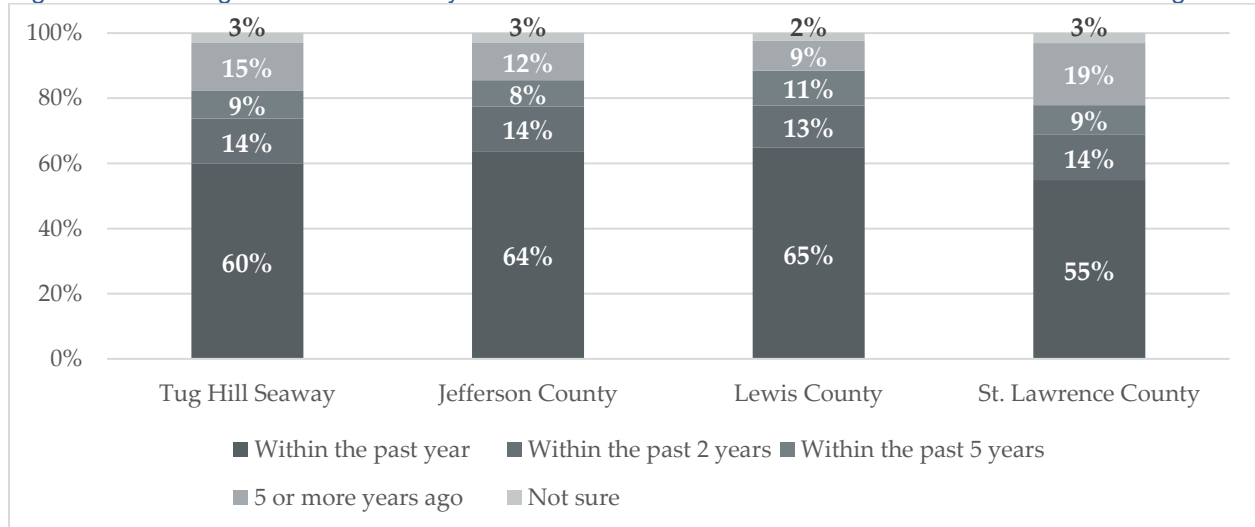 100%
80%
60%
40%
20%
0%
3% 3% 2% 3%
15% 12% 9% 19%
9% 8% 11% 9%
14% 14% 13% 14%
60% 64% 65% 55%
Tug Hill Seaway Jefferson County Lewis County St. Lawrence County
Within the past year Within the past 2 years Within the past 5 years
5 or more years ago Not sure